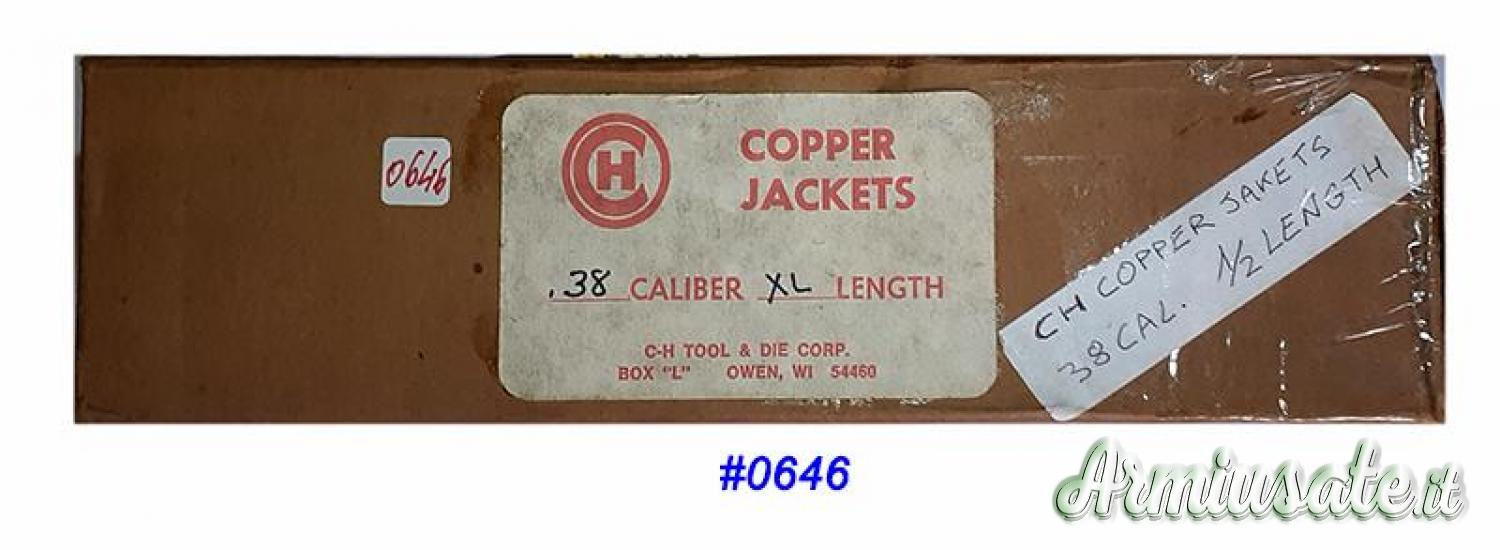 0646
CH
COPPER
JACKETS
.38 CALIBER XL LENGTH
C-H TOOL & DIE CORP.
BOX "L" OWEN, WI 54460
CH COPPER SAKETS
38 CAL. 1/2 LENGTH
#0646
Armiusate.it